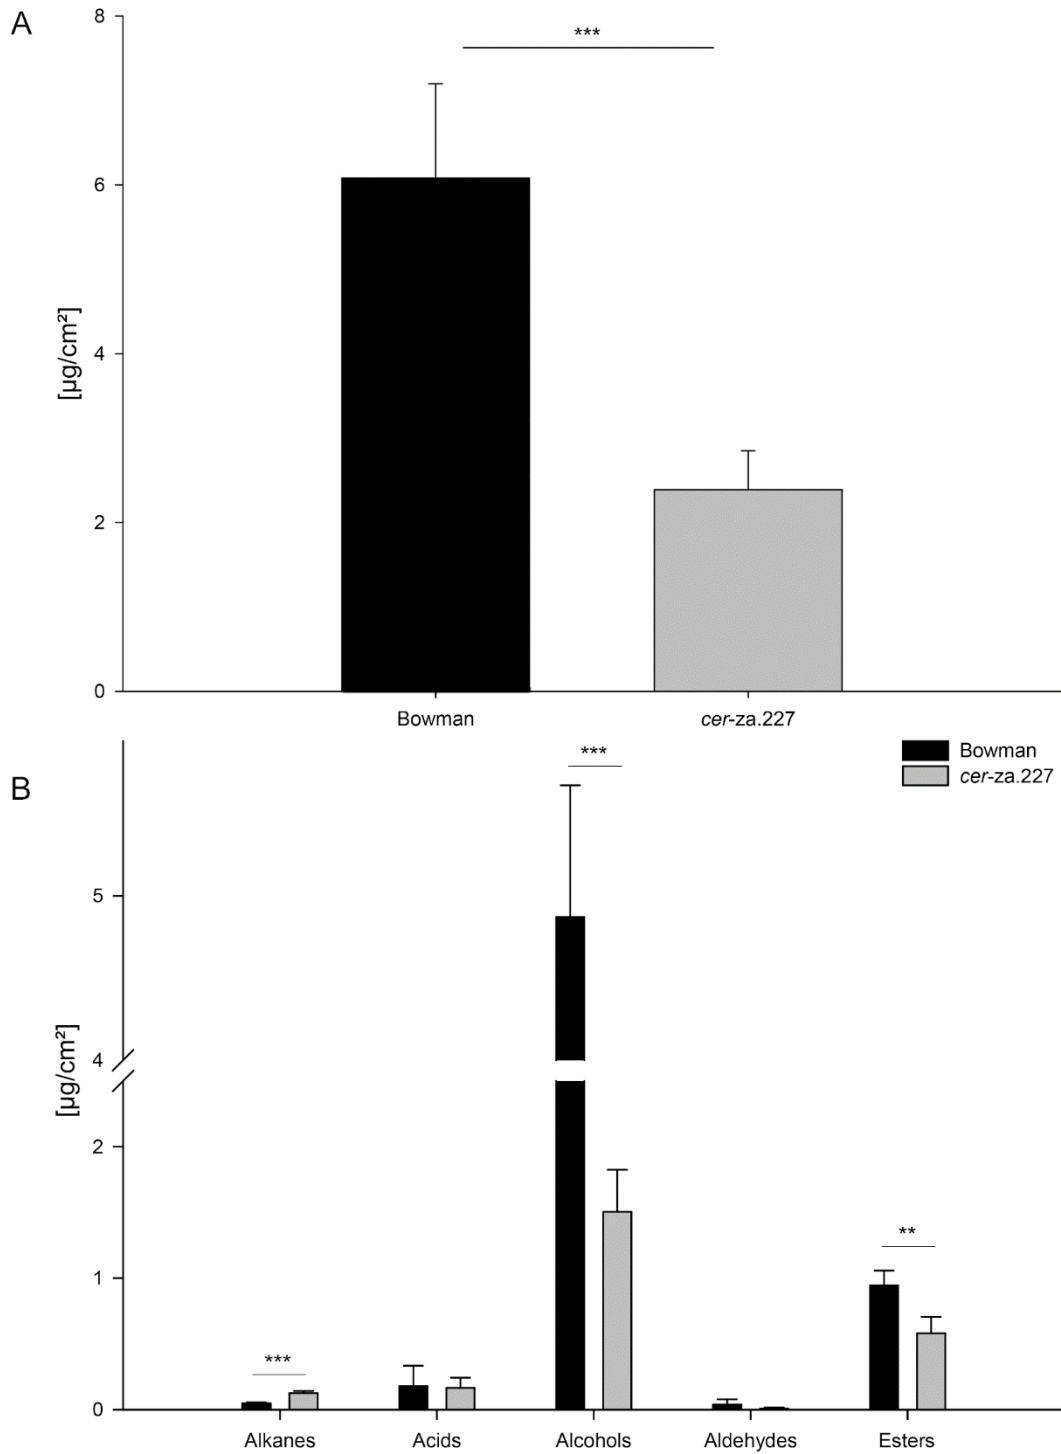 A
8
***
6
[µg/cm²]
4
2
0
Bowman
cer-za.227
B
***
Bowman
cer-za.227
5
[µg/cm²]
4
2
**
1
***
0
Alkanes
Acids
Alcohols
Aldehydes
Esters